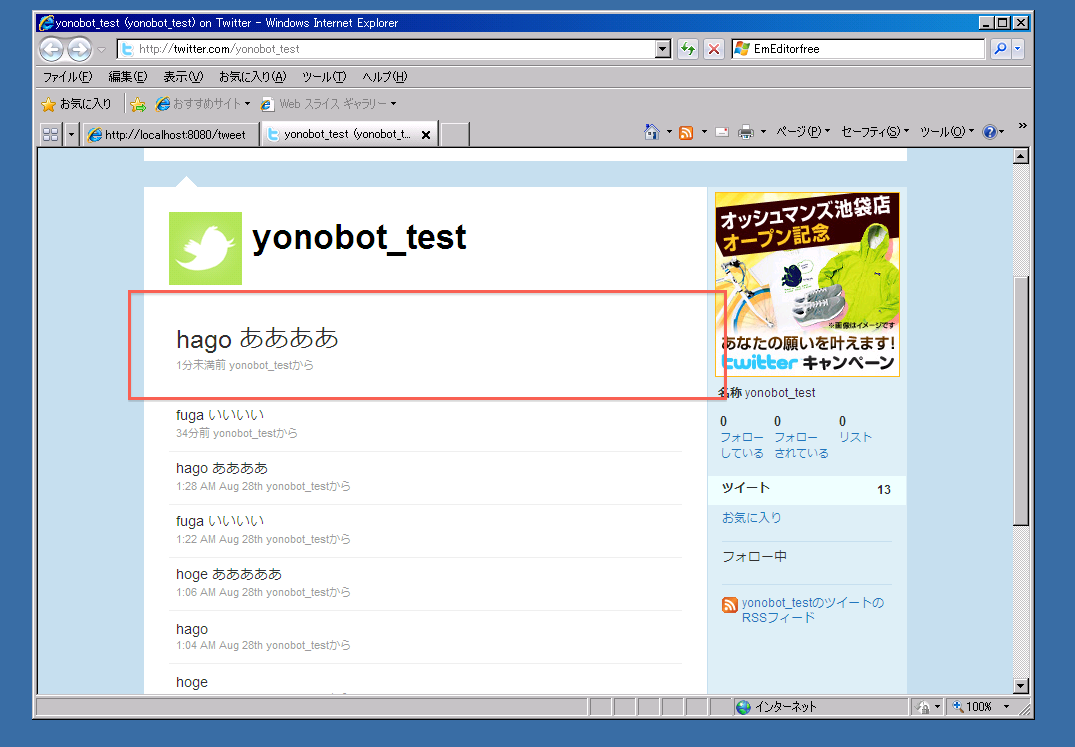 yonobot_test (yonobot_test) on Twitter - Windows Internet Explorer
http://twitter.com/yonobot_test
EmEditorfree
ファイル(F) 編集(E) 表示(V) お気に入り(A) ツール(T) ヘルプ(H)
お気に入り おすすめサイト Web スライス ギャラリー
http://localhost:8080/tweet yonobot_test (yonobot_t... ページ(P) セーフティ(S) ツール(O)
yonobot_test
hago ああああ
1分未満前 yonobot_testから
fuga いいいい
34分前 yonobot_testから
hago ああああ
1:28 AM Aug 28th yonobot_testから
fuga いいいい
1:22 AM Aug 28th yonobot_testから
hoge あああああ
1:06 AM Aug 28th yonobot_testから
hago
1:04 AM Aug 28th yonobot_testから
hoge
オッシュマンズ池袋店
オープン記念
※画像はイメージです
あなたの願いを叶えます!
twitter キャンペーン
名称 yonobot_test
0 0 0
フォロー フォロー リスト
している されている
ツイート 13
お気に入り
フォロー中
yonobot_testのツイートの
RSSフィード
インターネット 100%